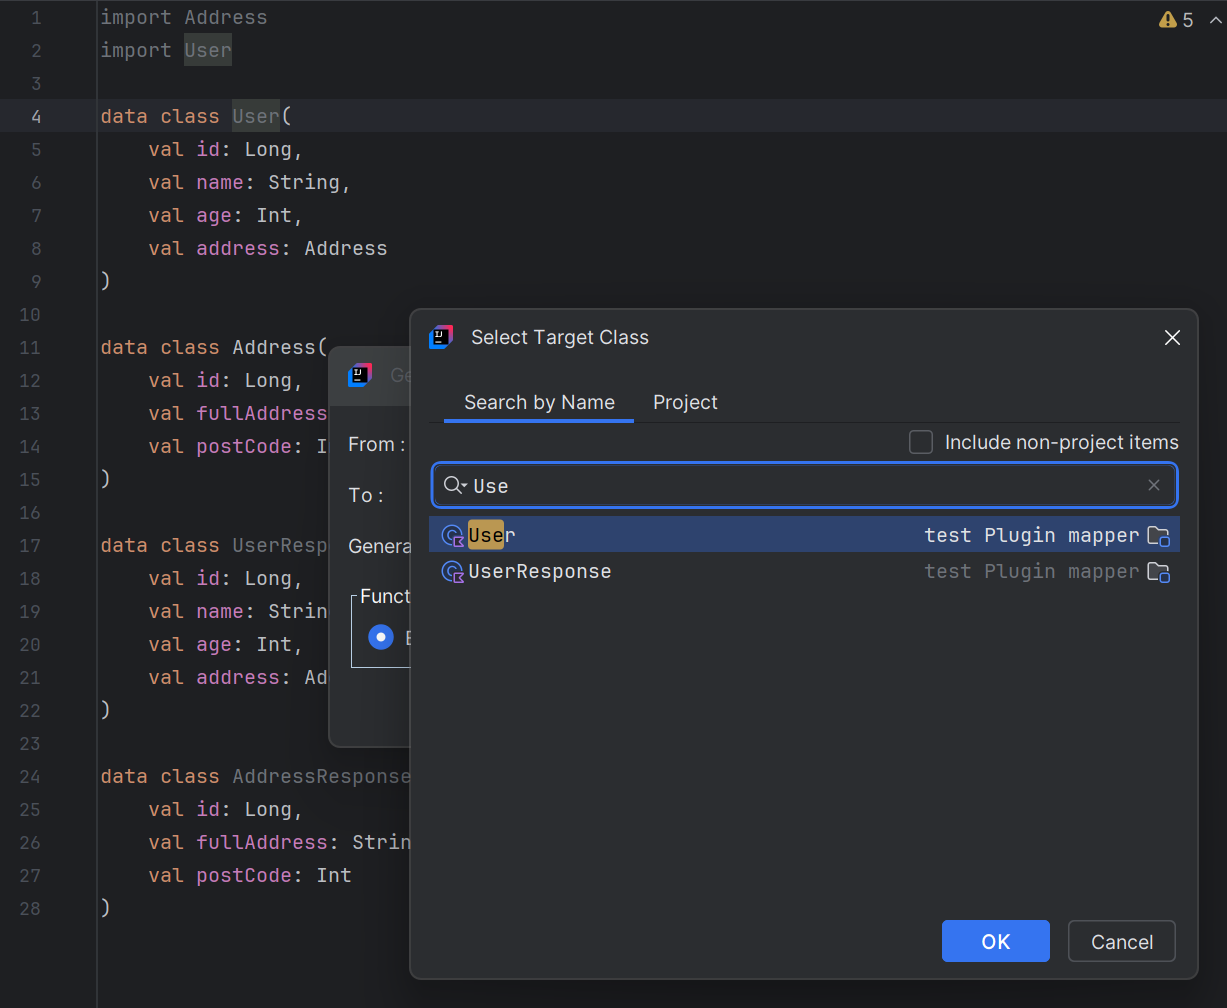 1 import Address
⚠ 5
2 import User
3
4 data class User(
5 val id: Long,
6 val name: String,
7 val age: Int,
8 val address: Address
9 )
10
11 data class Address(
12 val id: Long,
13 val fullAddress
14 val postCode: I
15 )
16
17 data class UserResp
18 val id: Long,
19 val name: Strin
20 val age: Int,
21 val address: Ad
22 )
23
24 data class AddressResponse
25 val id: Long,
26 val fullAddress: Strin
27 val postCode: Int
28 )
IJ Ge
From :
To :
Genera
Funct
IJ Select Target Class
Search by Name Project
Include non-project items
Use
User test Plugin mapper
UserResponse test Plugin mapper
OK Cancel